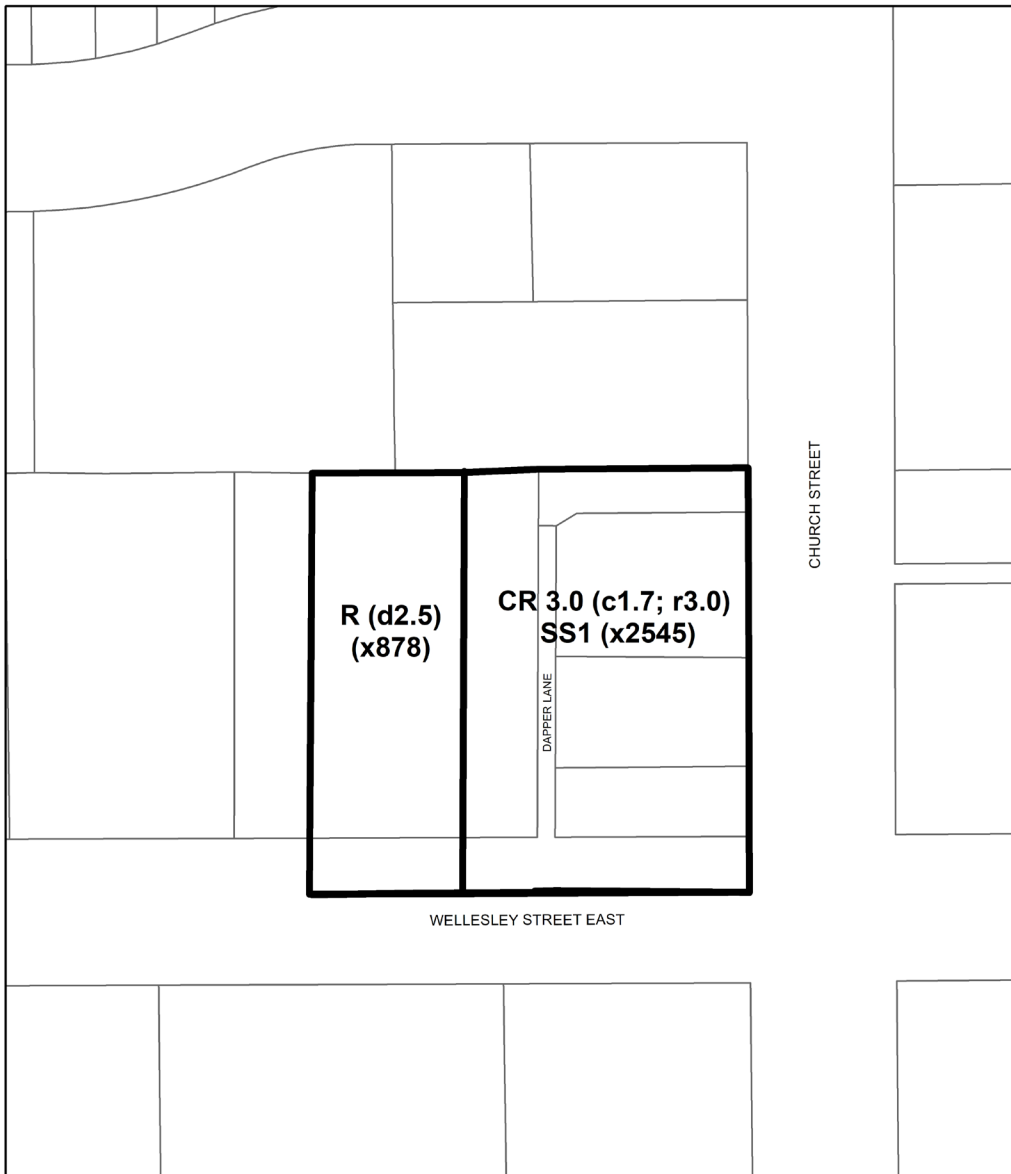 CHURCH STREET
R (d2.5)
(x878)
CR 3.0 (c1.7; r3.0)
SS1 (x2545)
DAPPER LANE
WELLESLEY STREET EAST